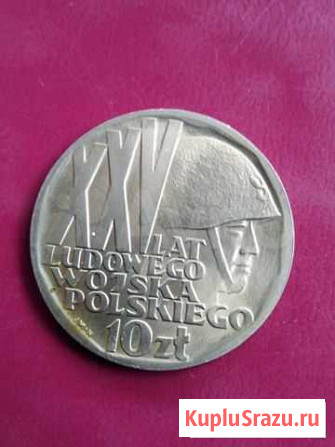 XXV
LAT
LUDOWEGO
WOJSKA
POLSKIEGO
10 zł
KupluSrazu.ru